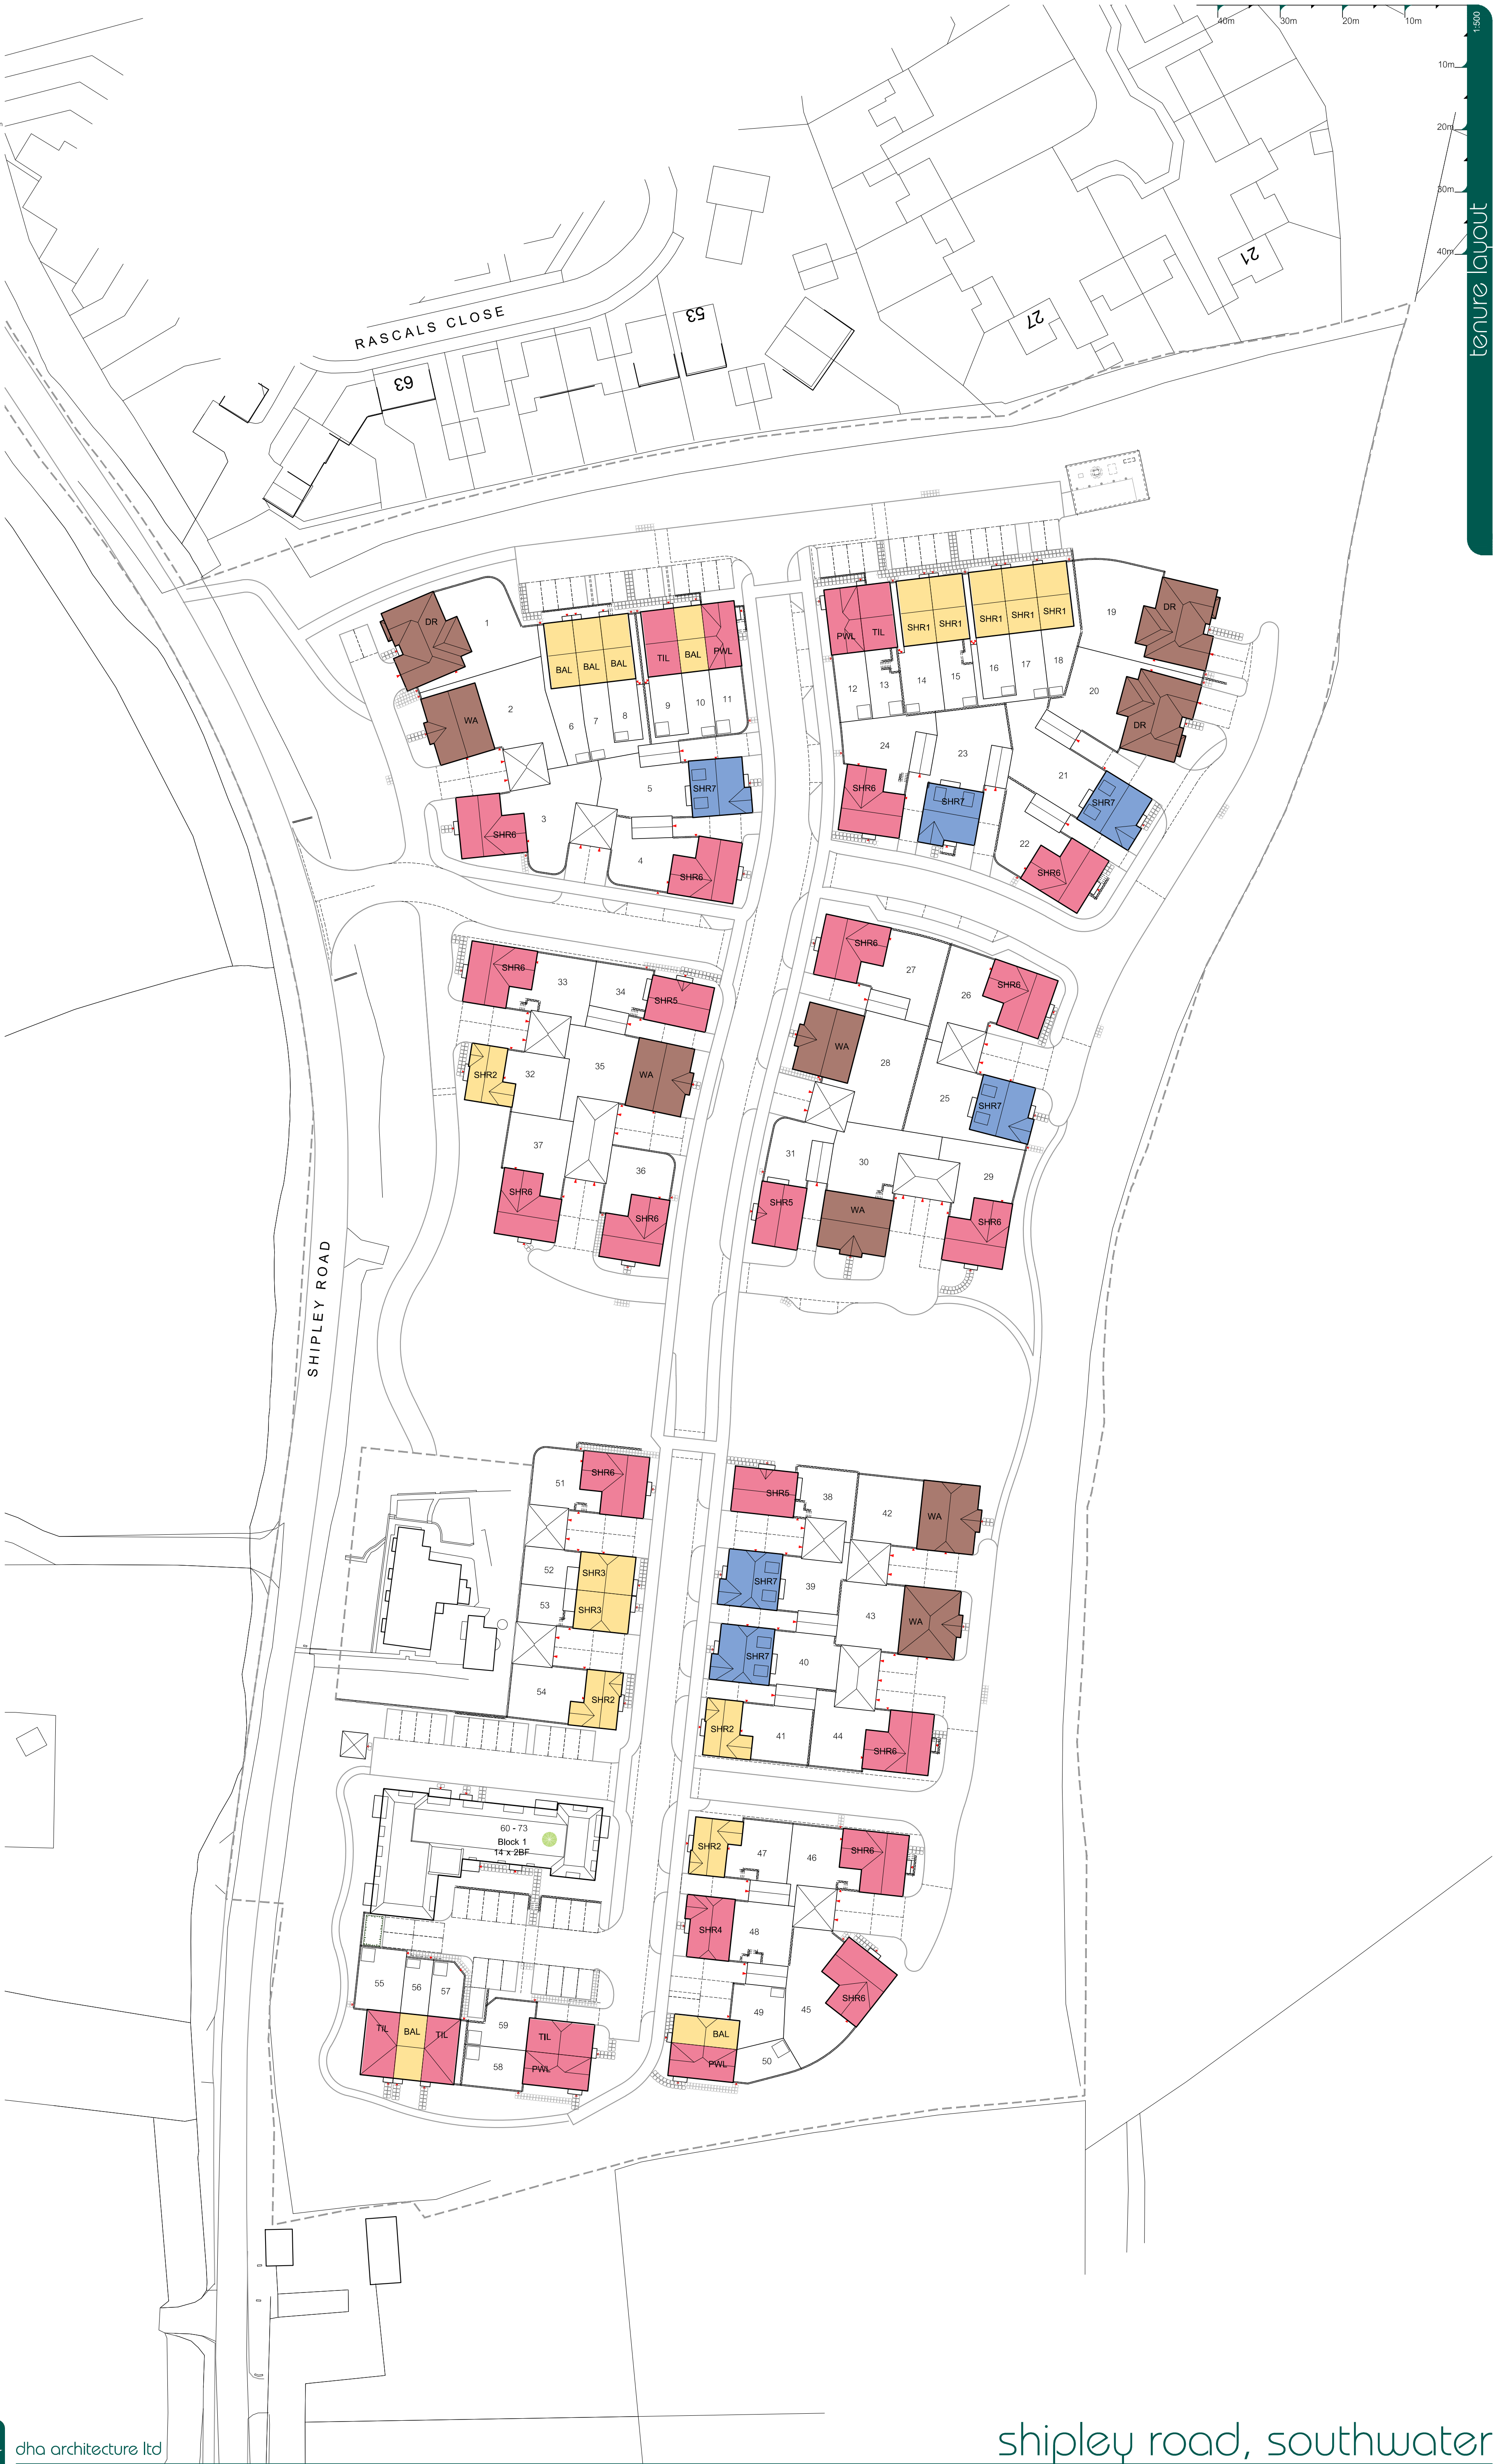 40m
30m
20m
10m
1:500
10m
20m
30m
40m
tenure layout
21
27
53
RASCALS CLOSE
63
DR
1
WA
2
BAL
BAL
BAL
TIL
BAL
PWL
6
7
8
9
10
11
SHR6
3
5
SHR7
4
SHR6
PWL
TIL
SHR1
SHR1
SHR1
SHR1
SHR1
12
13
14
15
16
17
18
19
DR
20
DR
24
23
21
SHR6
SHR7
SHR7
22
SHR6
SHR6
33
34
SHR5
SHR2
32
35
WA
37
36
SHR6
SHR6
SHR6
27
26
SHR6
WA
28
25
SHR7
31
30
29
SHR5
WA
SHR6
SHIPLEY ROAD
51
SHR6
52
SHR3
53
SHR3
54
SHR2
SHR5
38
42
WA
SHR7
39
43
WA
SHR7
40
SHR2
41
44
SHR6
60 - 73
Block 1
14 x 2BF
SHR2
47
46
SHR6
SHR4
48
49
45
SHR6
BAL
PWL
50
55
56
57
TIL
BAL
TIL
59
TIL
58
PWL
dha architecture ltd
shipley road, southwater